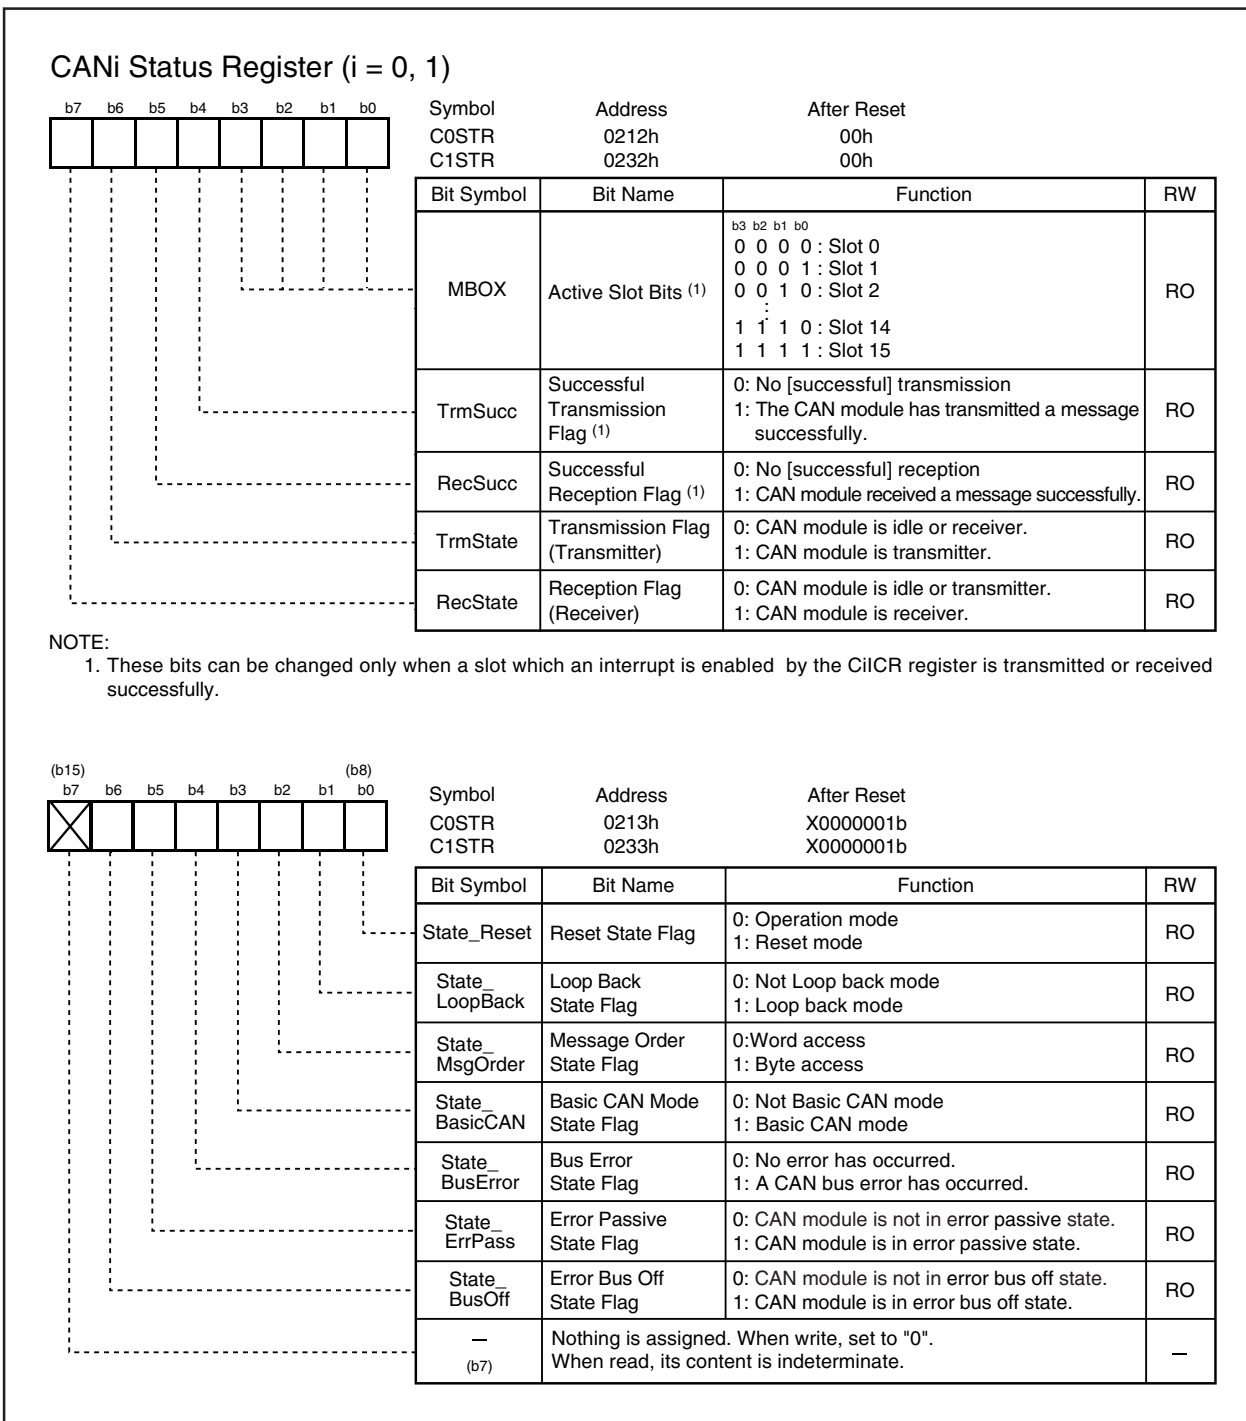 CANi Status Register (i = 0, 1)
b7 b6 b5 b4 b3 b2 b1 b0
Symbol Address After Reset
C0STR 0212h 00h
C1STR 0232h 00h
Bit Symbol Bit Name Function RW
MBOX Active Slot Bits (1) RO
b3 b2 b1 b0
0 0 0 0 : Slot 0
0 0 0 1 : Slot 1
0 0 1 0 : Slot 2
:
1 1 1 0 : Slot 14
1 1 1 1 : Slot 15
TrmSucc
Successful
Transmission
Flag (1)
0: No [successful] transmission
1: The CAN module has transmitted a message
successfully.
RO
RecSucc
Successful
Reception Flag (1)
0: No [successful] reception
1: CAN module received a message successfully.
RO
TrmState
Transmission Flag
(Transmitter)
0: CAN module is idle or receiver.
1: CAN module is transmitter.
RO
RecState
Reception Flag
(Receiver)
0: CAN module is idle or transmitter.
1: CAN module is receiver.
RO
NOTE:
1. These bits can be changed only when a slot which an interrupt is enabled by the CiICR register is transmitted or received
successfully.
(b15) (b8)
b7 b6 b5 b4 b3 b2 b1 b0
Symbol Address After Reset
C0STR 0213h X0000001b
C1STR 0233h X0000001b
Bit Symbol Bit Name Function RW
State_Reset
Reset State Flag
0: Operation mode
1: Reset mode
RO
State_
LoopBack
Loop Back
State Flag
0: Not Loop back mode
1: Loop back mode
RO
State_
MsgOrder
Message Order
State Flag
0:Word access
1: Byte access
RO
State_
BasicCAN
Basic CAN Mode
State Flag
0: Not Basic CAN mode
1: Basic CAN mode
RO
State_
BusError
Bus Error
State Flag
0: No error has occurred.
1: A CAN bus error has occurred.
RO
State_
ErrPass
Error Passive
State Flag
0: CAN module is not in error passive state.
1: CAN module is in error passive state.
RO
State_
BusOff
Error Bus Off
State Flag
0: CAN module is not in error bus off state.
1: CAN module is in error bus off state.
RO
—
(b7)
Nothing is assigned. When write, set to "0".
When read, its content is indeterminate.
—